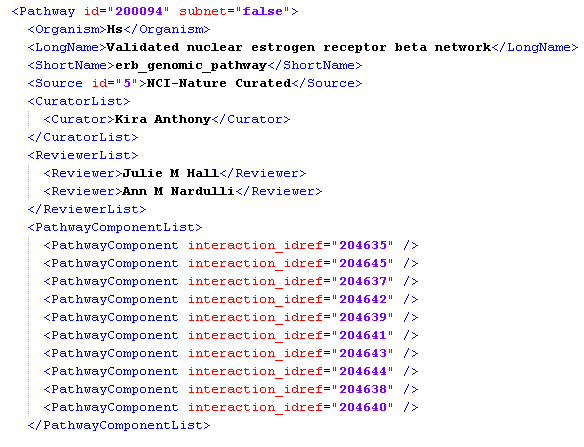 <Pathway id="200094" subnet="false">
<Organism>Hs</Organism>
<LongName>Validated nuclear estrogen receptor beta network</LongName>
<ShortName>erb_genomic_pathway</ShortName>
<Source id="5">NCI-Nature Curated</Source>
<CuratorList>
<Curator>Kira Anthony</Curator>
</CuratorList>
<ReviewerList>
<Reviewer>Julie M Hall</Reviewer>
<Reviewer>Ann M Nardulli</Reviewer>
</ReviewerList>
<PathwayComponentList>
<PathwayComponent interaction_idref="204635" />
<PathwayComponent interaction_idref="204645" />
<PathwayComponent interaction_idref="204637" />
<PathwayComponent interaction_idref="204642" />
<PathwayComponent interaction_idref="204639" />
<PathwayComponent interaction_idref="204641" />
<PathwayComponent interaction_idref="204643" />
<PathwayComponent interaction_idref="204644" />
<PathwayComponent interaction_idref="204638" />
<PathwayComponent interaction_idref="204640" />
</PathwayComponentList>